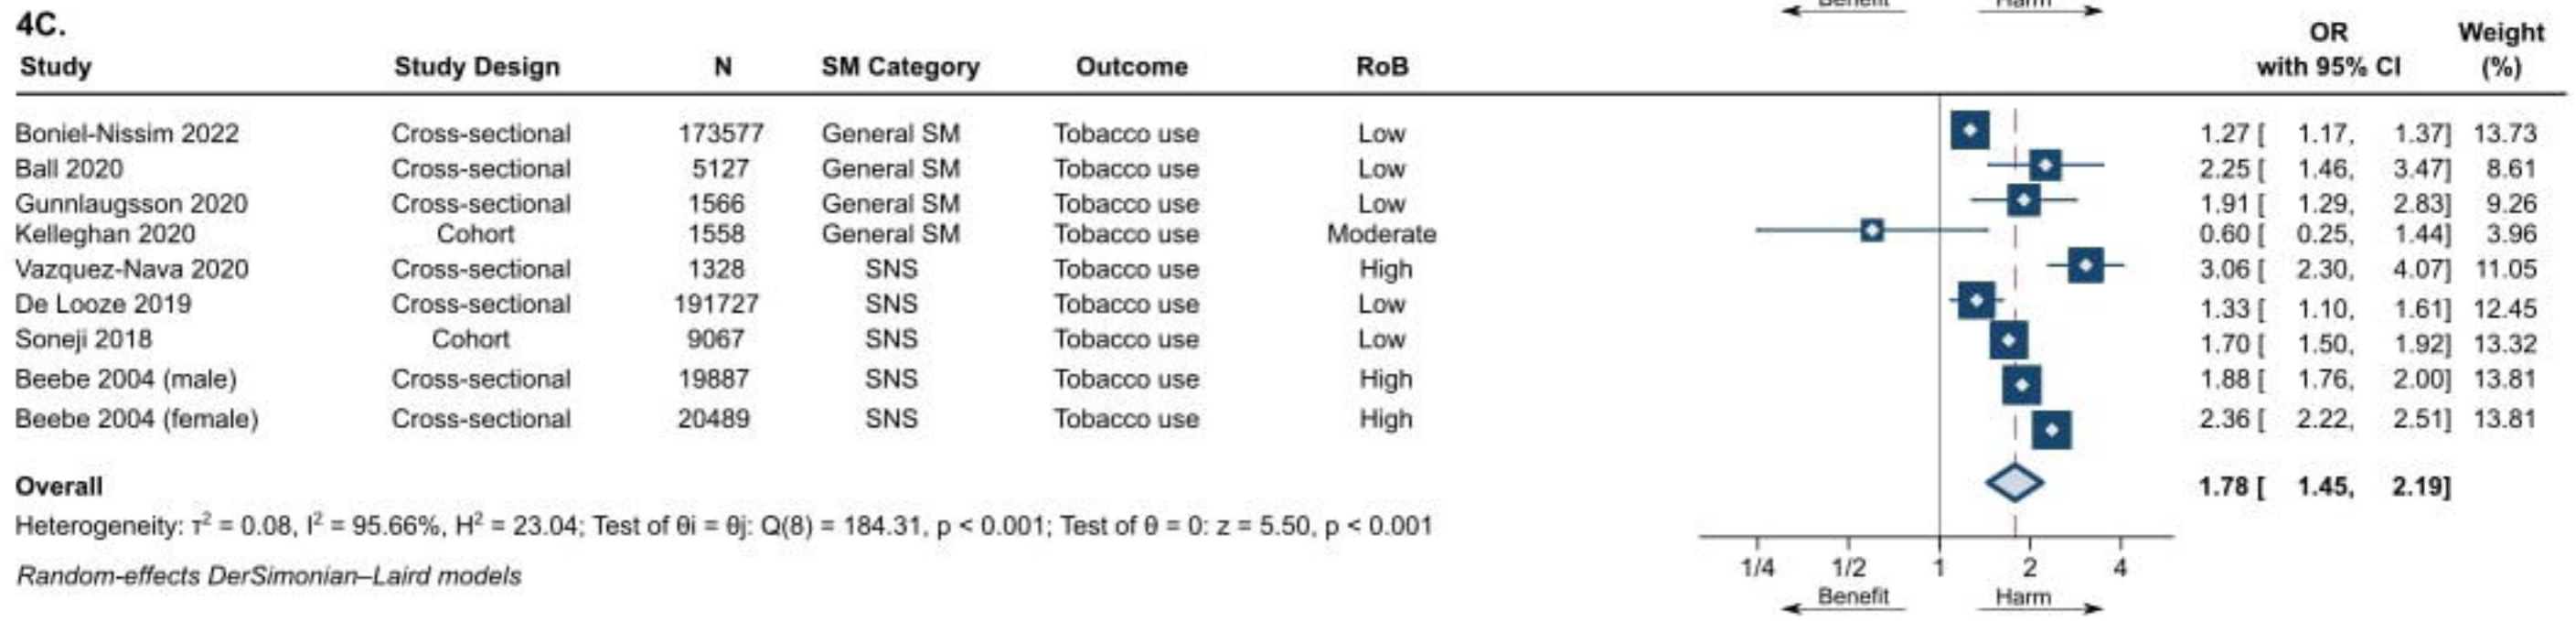 Benefit Harm
4C.
OR Weight
Study Study Design N SM Category Outcome RoB with 95% CI (%)
Boniel-Nissim 2022 Cross-sectional 173577 General SM Tobacco use Low 1.27 [ 1.17, 1.37] 13.73
Ball 2020 Cross-sectional 5127 General SM Tobacco use Low 2.25 [ 1.46, 3.47] 8.61
Gunnlaugsson 2020 Cross-sectional 1566 General SM Tobacco use Low 1.91 [ 1.29, 2.83] 9.26
Kelleghan 2020 Cohort 1558 General SM Tobacco use Moderate 0.60 [ 0.25, 1.44] 3.96
Vazquez-Nava 2020 Cross-sectional 1328 SNS Tobacco use High 3.06 [ 2.30, 4.07] 11.05
De Looze 2019 Cross-sectional 191727 SNS Tobacco use Low 1.33 [ 1.10, 1.61] 12.45
Soneji 2018 Cohort 9067 SNS Tobacco use Low 1.70 [ 1.50, 1.92] 13.32
Beebe 2004 (male) Cross-sectional 19887 SNS Tobacco use High 1.88 [ 1.76, 2.00] 13.81
Beebe 2004 (female) Cross-sectional 20489 SNS Tobacco use High 2.36 [ 2.22, 2.51] 13.81
Overall 1.78 [ 1.45, 2.19]
Heterogeneity: τ² = 0.08, I² = 95.66%, H² = 23.04; Test of θi = θj: Q(8) = 184.31, p < 0.001; Test of θ = 0: z = 5.50, p < 0.001
Random-effects DerSimonian–Laird models
1/4 1/2 1 2 4
Benefit Harm